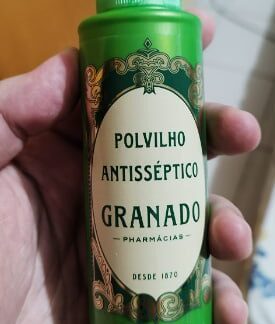 POLVILHO
ANTISSÉPTICO
GRANADO
PHARMÁCIAS
DESDE 1870